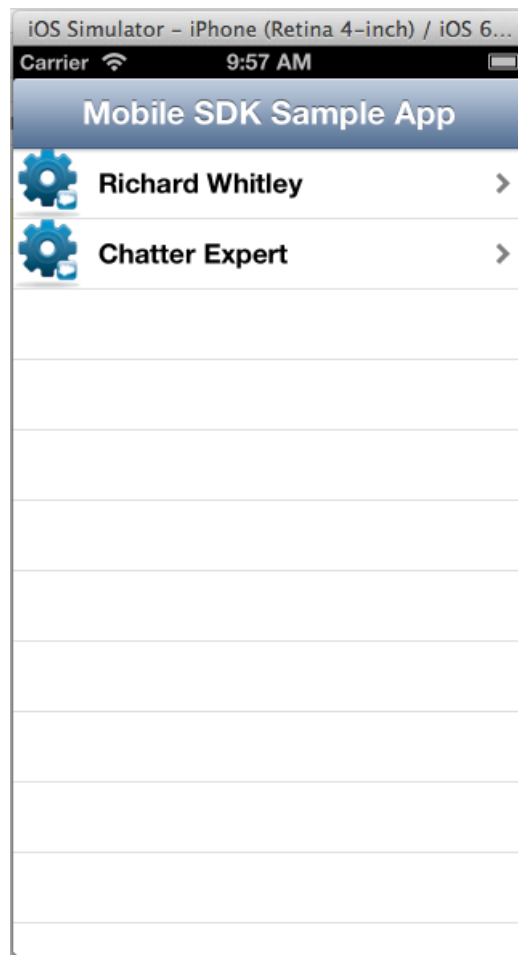 iOS Simulator – iPhone (Retina 4-inch) / iOS 6...
Carrier 9:57 AM
Mobile SDK Sample App
Richard Whitley
Chatter Expert